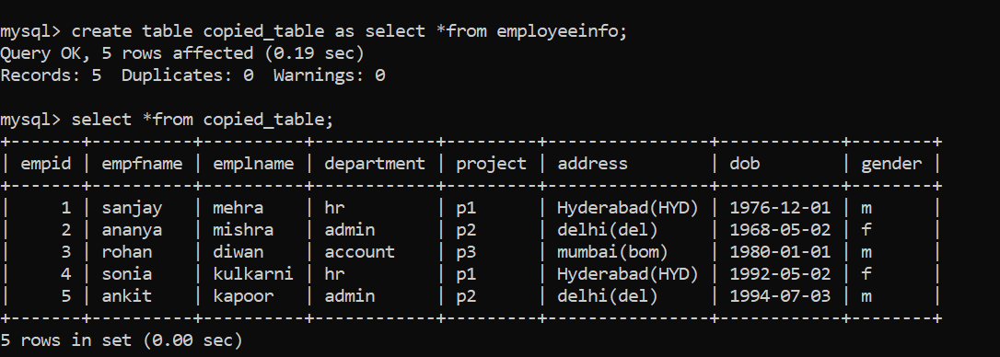 mysql> create table copied_table as select *from employeeinfo;
Query OK, 5 rows affected (0.19 sec)
Records: 5  Duplicates: 0  Warnings: 0
mysql> select *from copied_table;
+-------+----------+----------+------------+---------+----------------+------------+--------+
| empid | empfname | emplname | department | project | address        | dob        | gender |
+-------+----------+----------+------------+---------+----------------+------------+--------+
|     1 | sanjay   | mehra    | hr         | p1      | Hyderabad(HYD) | 1976-12-01 | m      |
|     2 | ananya   | mishra   | admin      | p2      | delhi(del)     | 1968-05-02 | f      |
|     3 | rohan    | diwan    | account    | p3      | mumbai(bom)    | 1980-01-01 | m      |
|     4 | sonia    | kulkarni | hr         | p1      | Hyderabad(HYD) | 1992-05-02 | f      |
|     5 | ankit    | kapoor   | admin      | p2      | delhi(del)     | 1994-07-03 | m      |
+-------+----------+----------+------------+---------+----------------+------------+--------+
5 rows in set (0.00 sec)